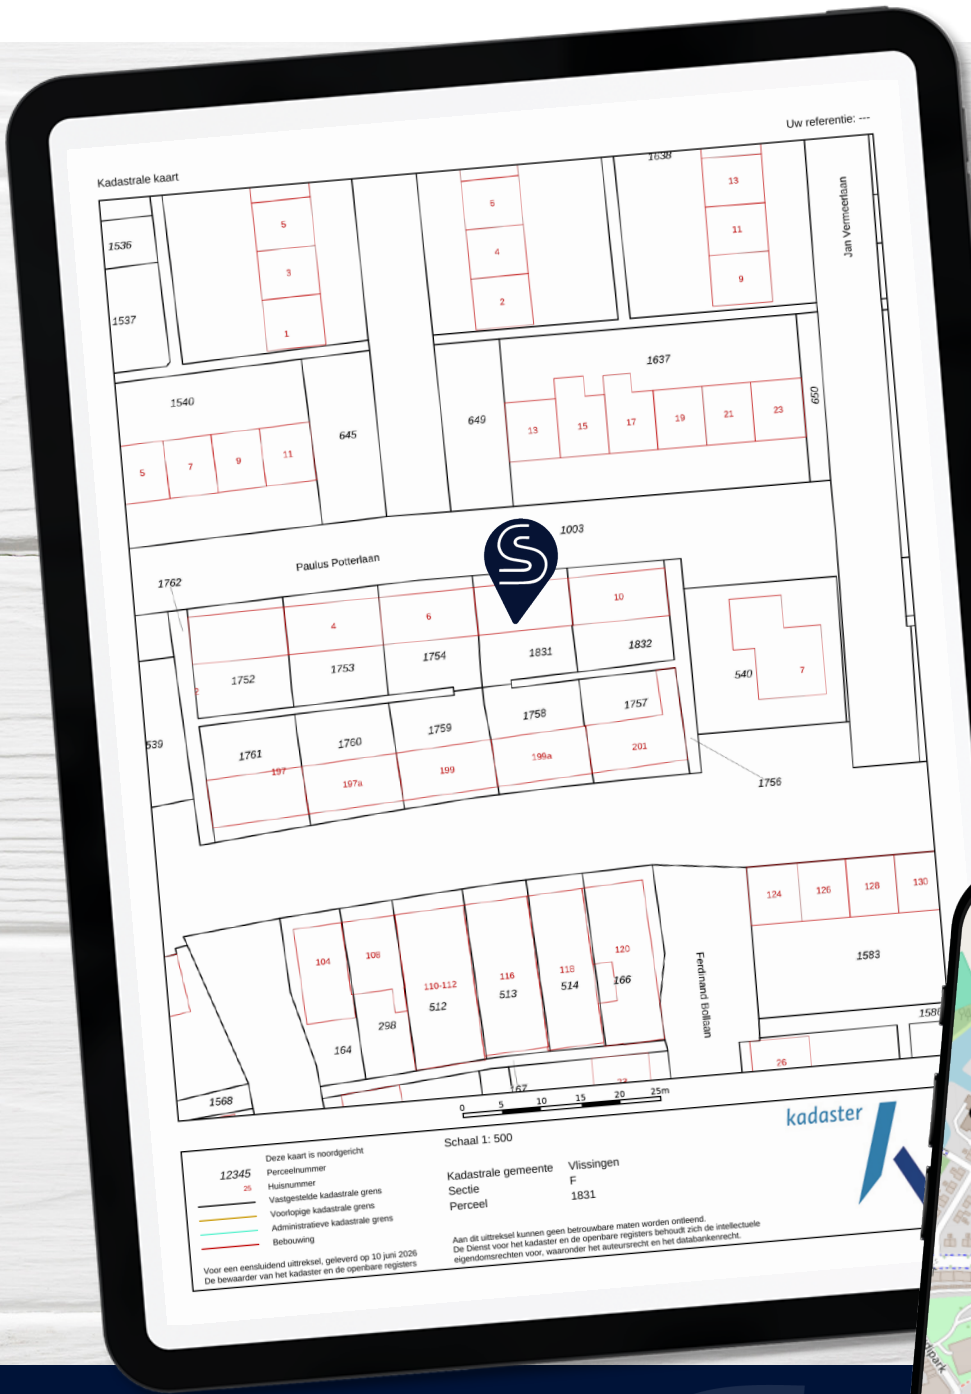 Uw referentie: ---
Kadastrale kaart
1638
13
5
6
11
1536
3
4
9
1537
1
2
Jan Vermeerlaan
1637
1540
649
650
645
13
15
17
19
21
23
5
7
9
11
1003
Paulus Potterlaan
1762
4
6
10
1752
1753
1754
1831
1832
540
7
2
539
1761
1760
1759
1758
1757
197
197a
199
199a
201
1756
124
126
128
130
104
108
110-112
116
118
120
512
513
514
166
1583
298
164
Ferdinand Bollaan
1568
167
26
0 5 10 15 20 25m
Deze kaart is noordgericht
12345 Perceelnummer
25 Huisnummer
Vastgestelde kadastrale grens
Voorlopige kadastrale grens
Administratieve kadastrale grens
Bebouwing
Voor een eensluidend uittreksel, geleverd op 10 juni 2026
De bewaarder van het kadaster en de openbare registers
Schaal 1: 500
Kadastrale gemeente Vlissingen
Sectie F
Perceel 1831
Aan dit uittreksel kunnen geen betrouwbare maten worden ontleend.
De Dienst voor het kadaster en de openbare registers behoudt zich de intellectuele
eigendomsrechten voor, waaronder het auteursrecht en het databankenrecht.
kadaster